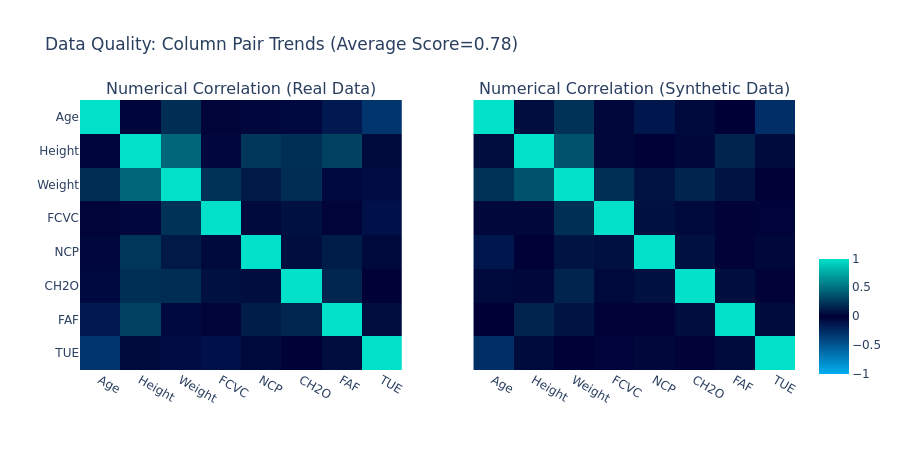 Data Quality: Column Pair Trends (Average Score=0.78)
Numerical Correlation (Real Data)
Numerical Correlation (Synthetic Data)
Age
Height
Weight
FCVC
NCP
CH2O
FAF
TUE
Age
Height
Weight
FCVC
NCP
CH2O
FAF
TUE
Age
Height
Weight
FCVC
NCP
CH2O
FAF
TUE
1
0.5
0
−0.5
−1